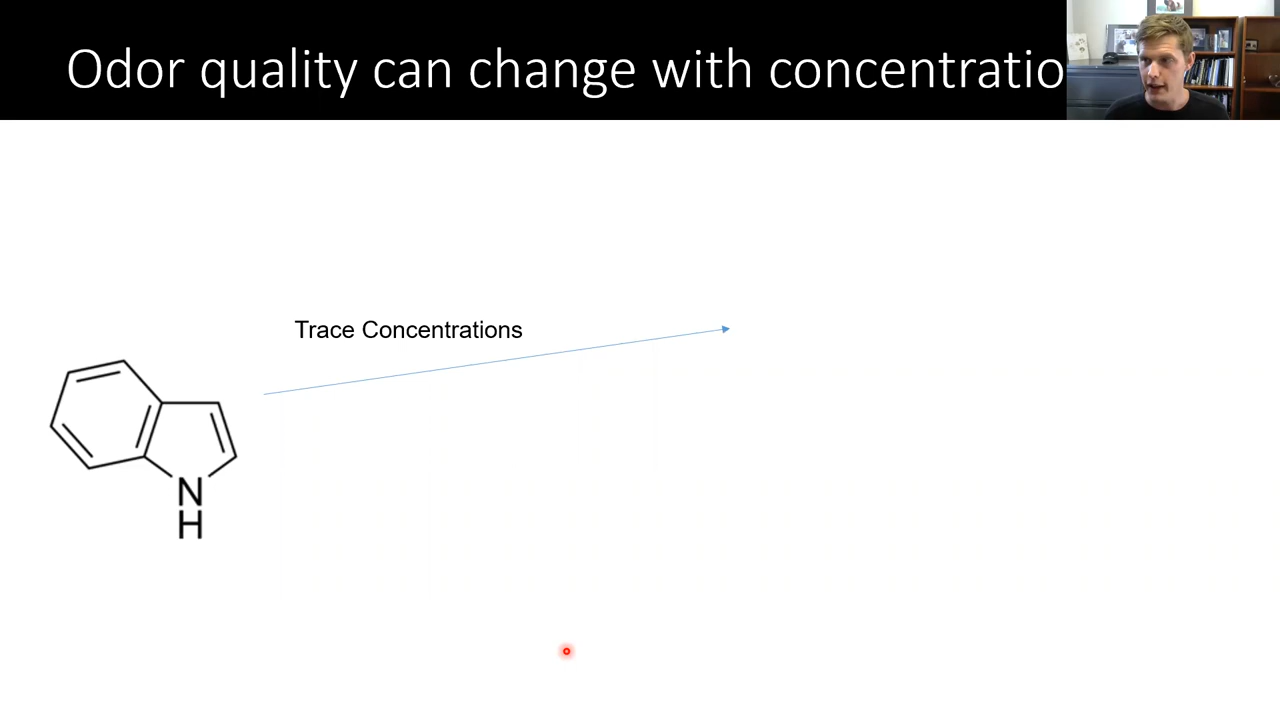 Odor quality can change with concentratio
Trace Concentrations
N
H